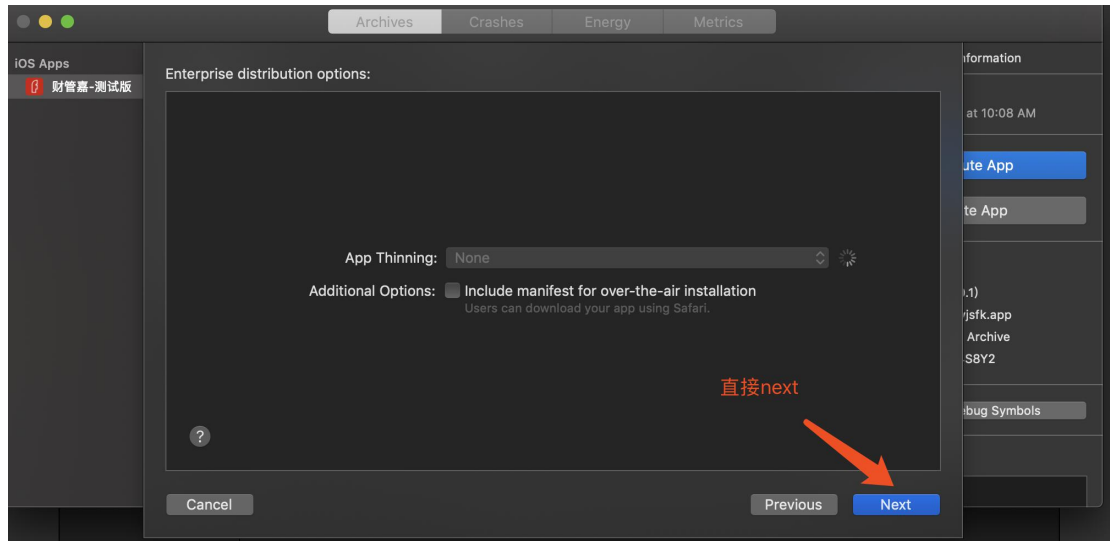 Archives
Crashes
Energy
Metrics
iOS Apps
财管嘉-测试版
Enterprise distribution options:
App Thinning: None
Additional Options: Include manifest for over-the-air installation
Users can download your app using Safari.
直接next
?
Cancel
Previous
Next
nformation
at 10:08 AM
ute App
te App
.1)
jsfk.app
Archive
S8Y2
ebug Symbols